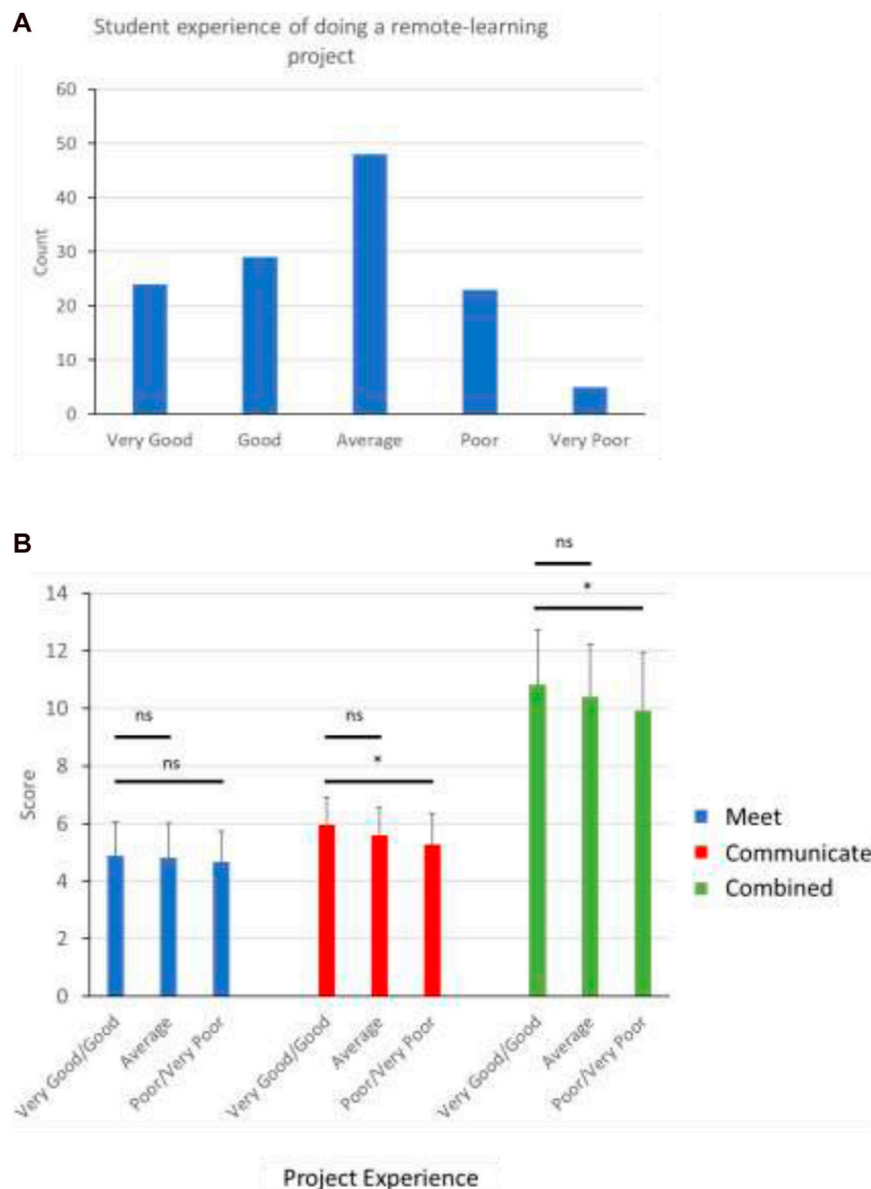 A
Student experience of doing a remote-learning
project
60
50
40
30
20
10
0
Count
Very Good
Good
Average
Poor
Very Poor
B
ns
14
*
12
10
ns
ns
8
ns
*
6
4
2
0
Score
Meet
Communicate
Combined
Very Good/Good
Average
Poor/Very Poor
Very Good/Good
Average
Poor/Very Poor
Very Good/Good
Average
Poor/Very Poor
Project Experience